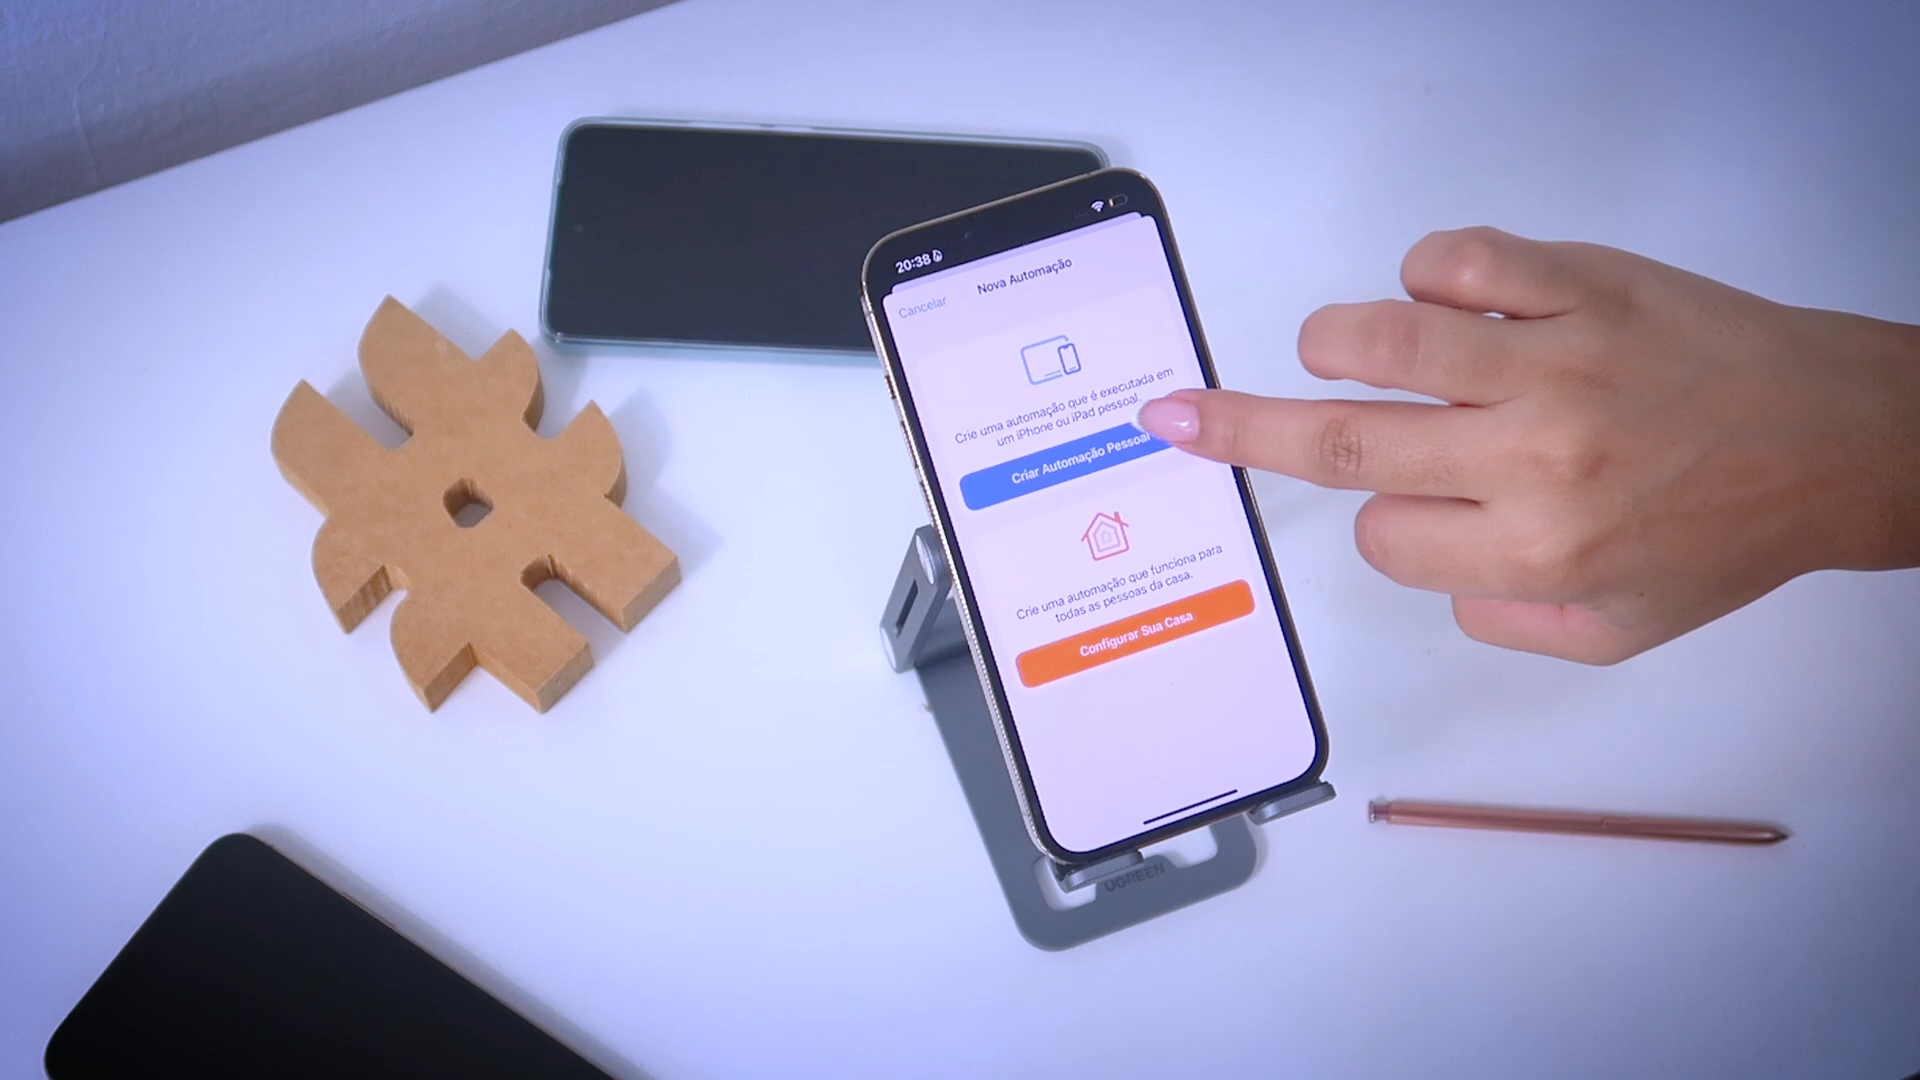 20:38
Nova Automação
Cancelar
Crie uma automação que é executada em
um iPhone ou iPad pessoal.
Criar Automação Pessoal
Crie uma automação que funciona para
todas as pessoas da casa.
Configurar Sua Casa
UGREEN